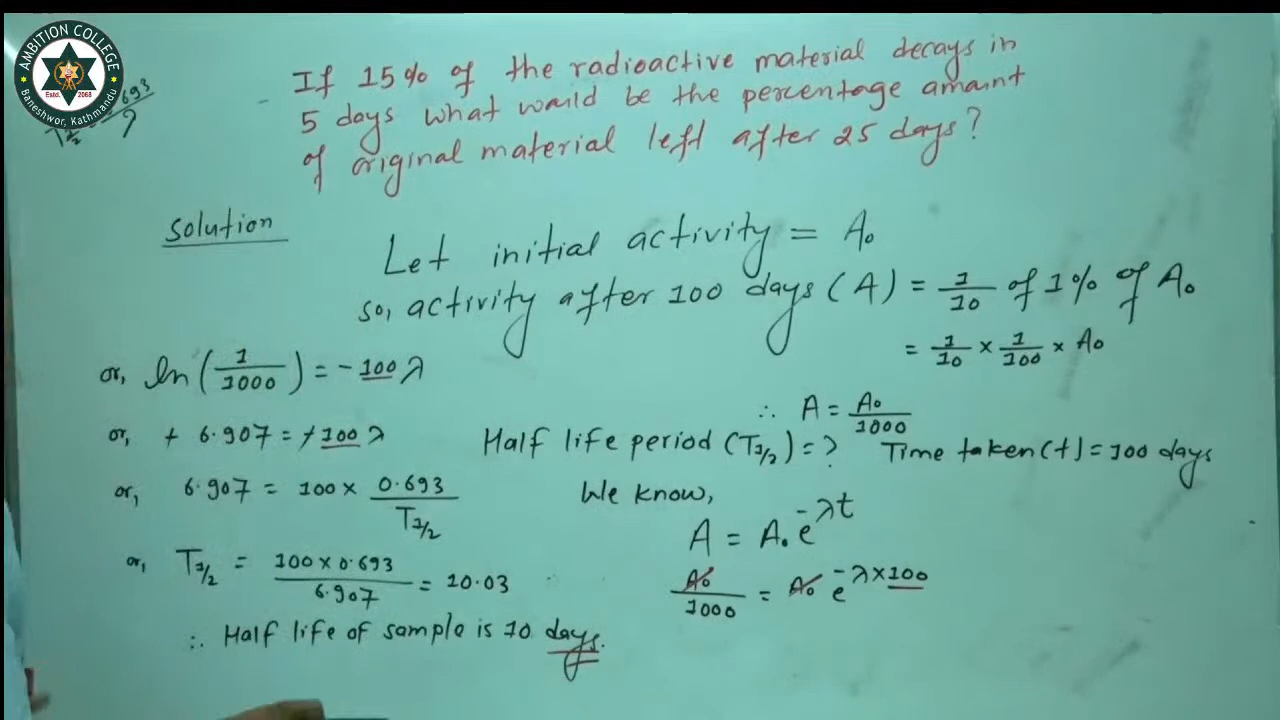 AMBITION COLLEGE
Estd. 2068
Baneshwor, Kathmandu
If 15% of the radioactive material decays in
5 days what would be the percentage amount
of original material left after 25 days?
Solution
Let initial activity = A₀
so, activity after 100 days (A) = 1/10 of 1% of A₀
= 1/10 × 1/100 × A₀
∴ A = A₀/1000
Half life period (T1/2) = ? Time taken (t) = 100 days
We know,
A = A₀ e^-λt
A₀/1000 = A₀ e^-λ×100
or, ln(1/1000) = -100λ
or, + 6.907 = +100λ
or, 6.907 = 100 × 0.693/T1/2
or, T1/2 = 100×0.693/6.907 = 10.03
∴ Half life of sample is 10 days.